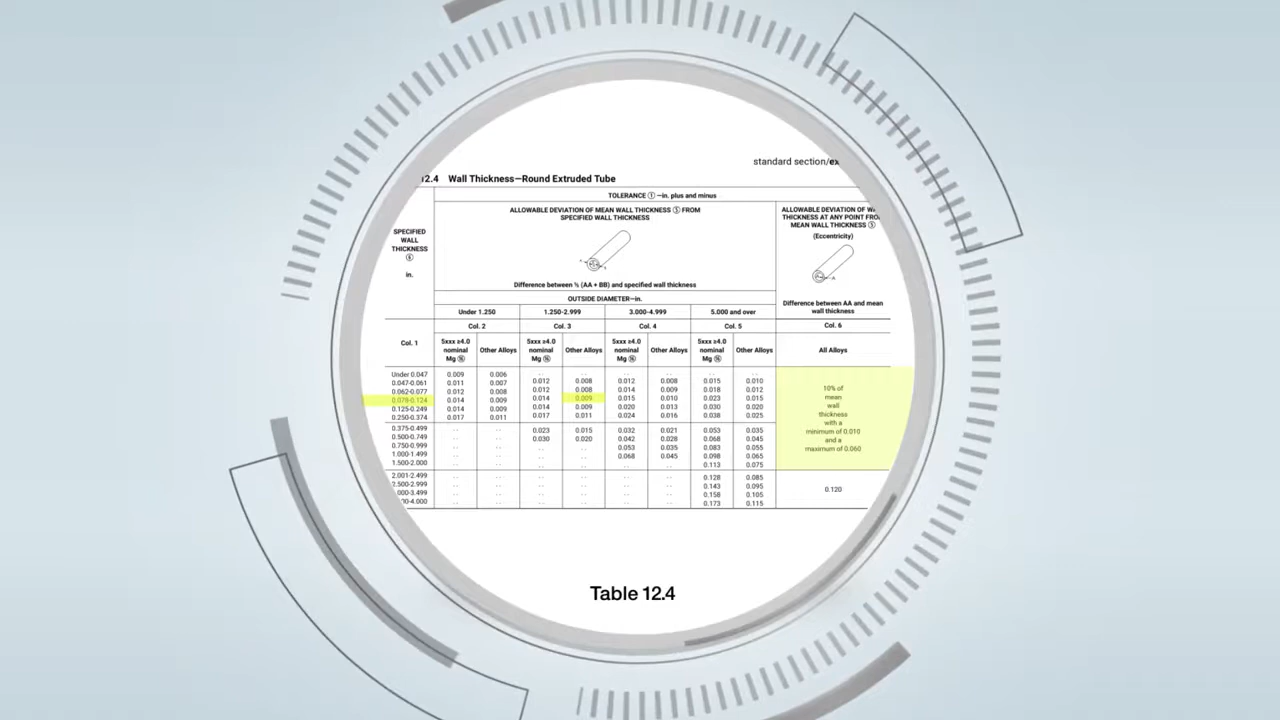 standard section/ex
12.4 Wall Thickness—Round Extruded Tube
TOLERANCE ① —in. plus and minus
SPECIFIED
WALL
THICKNESS
⑥
in.
ALLOWABLE DEVIATION OF MEAN WALL THICKNESS ⑤ FROM
SPECIFIED WALL THICKNESS
Difference between ½ (AA + BB) and specified wall thickness
ALLOWABLE DEVIATION OF WA
THICKNESS AT ANY POINT FRO
MEAN WALL THICKNESS ⑤
(Eccentricity)
A
Difference between AA and mean
wall thickness
OUTSIDE DIAMETER—in.
Under 1.250 1.250-2.999 3.000-4.999 5.000 and over
Col. 1 Col. 2 Col. 3 Col. 4 Col. 5 Col. 6
5xxx ≥4.0 nominal Mg ⑯ Other Alloys 5xxx ≥4.0 nominal Mg ⑯ Other Alloys 5xxx ≥4.0 nominal Mg ⑯ Other Alloys 5xxx ≥4.0 nominal Mg ⑯ Other Alloys All Alloys
Under 0.047 0.009 0.006 . . . . . . . . . . . .
0.047-0.061 0.011 0.007 0.012 0.008 0.012 0.008 0.015 0.010
0.062-0.077 0.012 0.008 0.012 0.008 0.014 0.009 0.018 0.012
0.078-0.124 0.014 0.009 0.014 0.009 0.015 0.010 0.023 0.015
0.125-0.249 0.014 0.009 0.014 0.009 0.020 0.013 0.030 0.020
0.250-0.374 0.017 0.011 0.017 0.011 0.024 0.016 0.038 0.025
0.375-0.499 . . . . 0.023 0.015 0.032 0.021 0.053 0.035
0.500-0.749 . . . . 0.030 0.020 0.042 0.028 0.068 0.045
0.750-0.999 . . . . . . . . 0.053 0.035 0.083 0.055
1.000-1.499 . . . . . . . . 0.068 0.045 0.098 0.065
1.500-2.000 . . . . . . . . . . . . 0.113 0.075
10% of
mean
wall
thickness
with a
minimum of 0.010
and a
maximum of 0.060
2.001-2.499 . . . . . . . . . . . . 0.128 0.085
2.500-2.999 . . . . . . . . . . . . 0.143 0.095
.000-3.499 . . . . . . . . . . . . 0.158 0.105
00-4.000 . . . . . . . . . . . . 0.173 0.115
0.120
Table 12.4